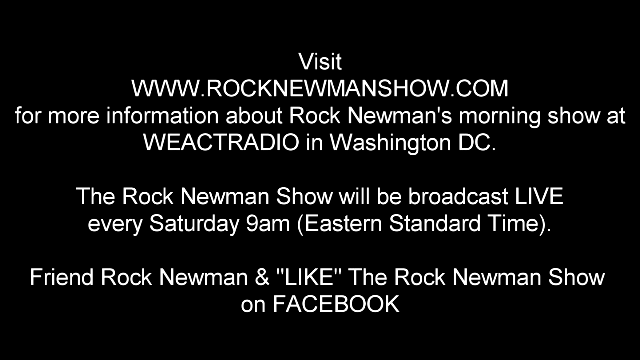 Visit
WWW.ROCKNEWMANSHOW.COM
for more information about Rock Newman's morning show at
WEACTRADIO in Washington DC.
The Rock Newman Show will be broadcast LIVE
every Saturday 9am (Eastern Standard Time).
Friend Rock Newman & "LIKE" The Rock Newman Show
on FACEBOOK